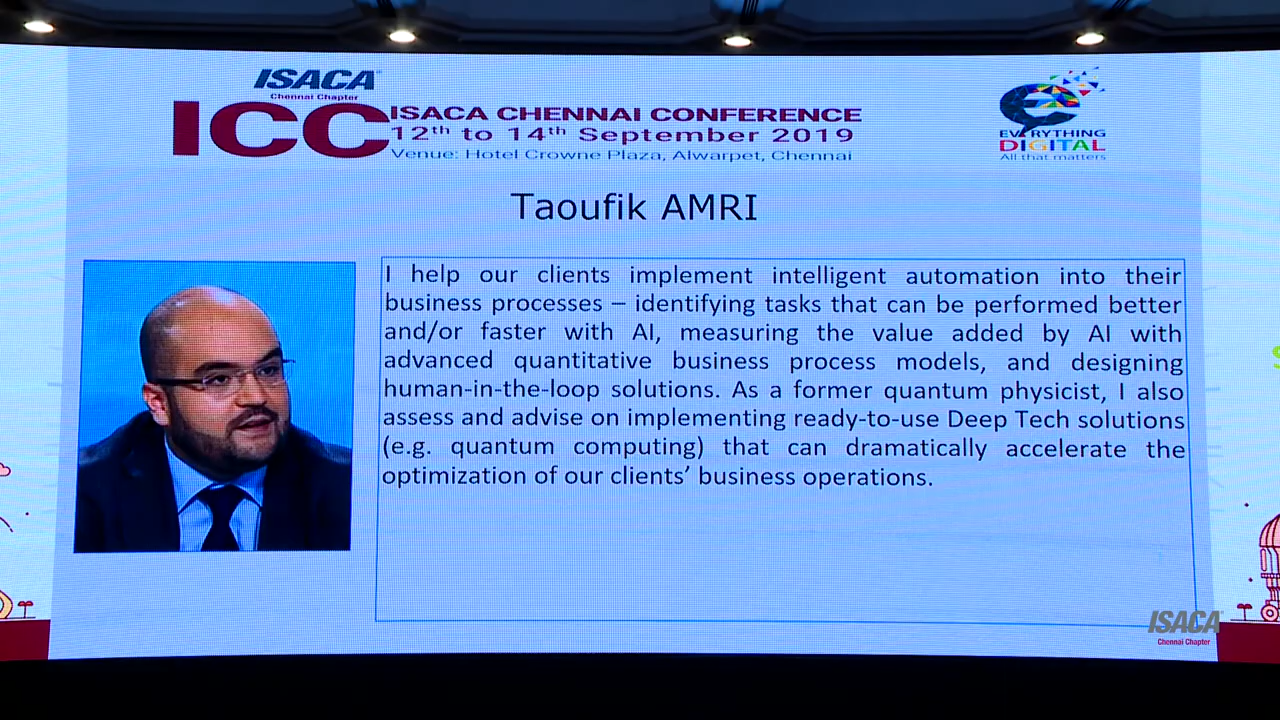 ISACA
Chennai Chapter
ICC
ISACA CHENNAI CONFERENCE
12th to 14th September 2019
Venue: Hotel Crowne Plaza, Alwarpet, Chennai
EVERYTHING
DIGITAL
All that matters
Taoufik AMRI
I help our clients implement intelligent automation into their
business processes – identifying tasks that can be performed better
and/or faster with AI, measuring the value added by AI with
advanced quantitative business process models, and designing
human-in-the-loop solutions. As a former quantum physicist, I also
assess and advise on implementing ready-to-use Deep Tech solutions
(e.g. quantum computing) that can dramatically accelerate the
optimization of our clients’ business operations.
ISACA
Chennai Chapter